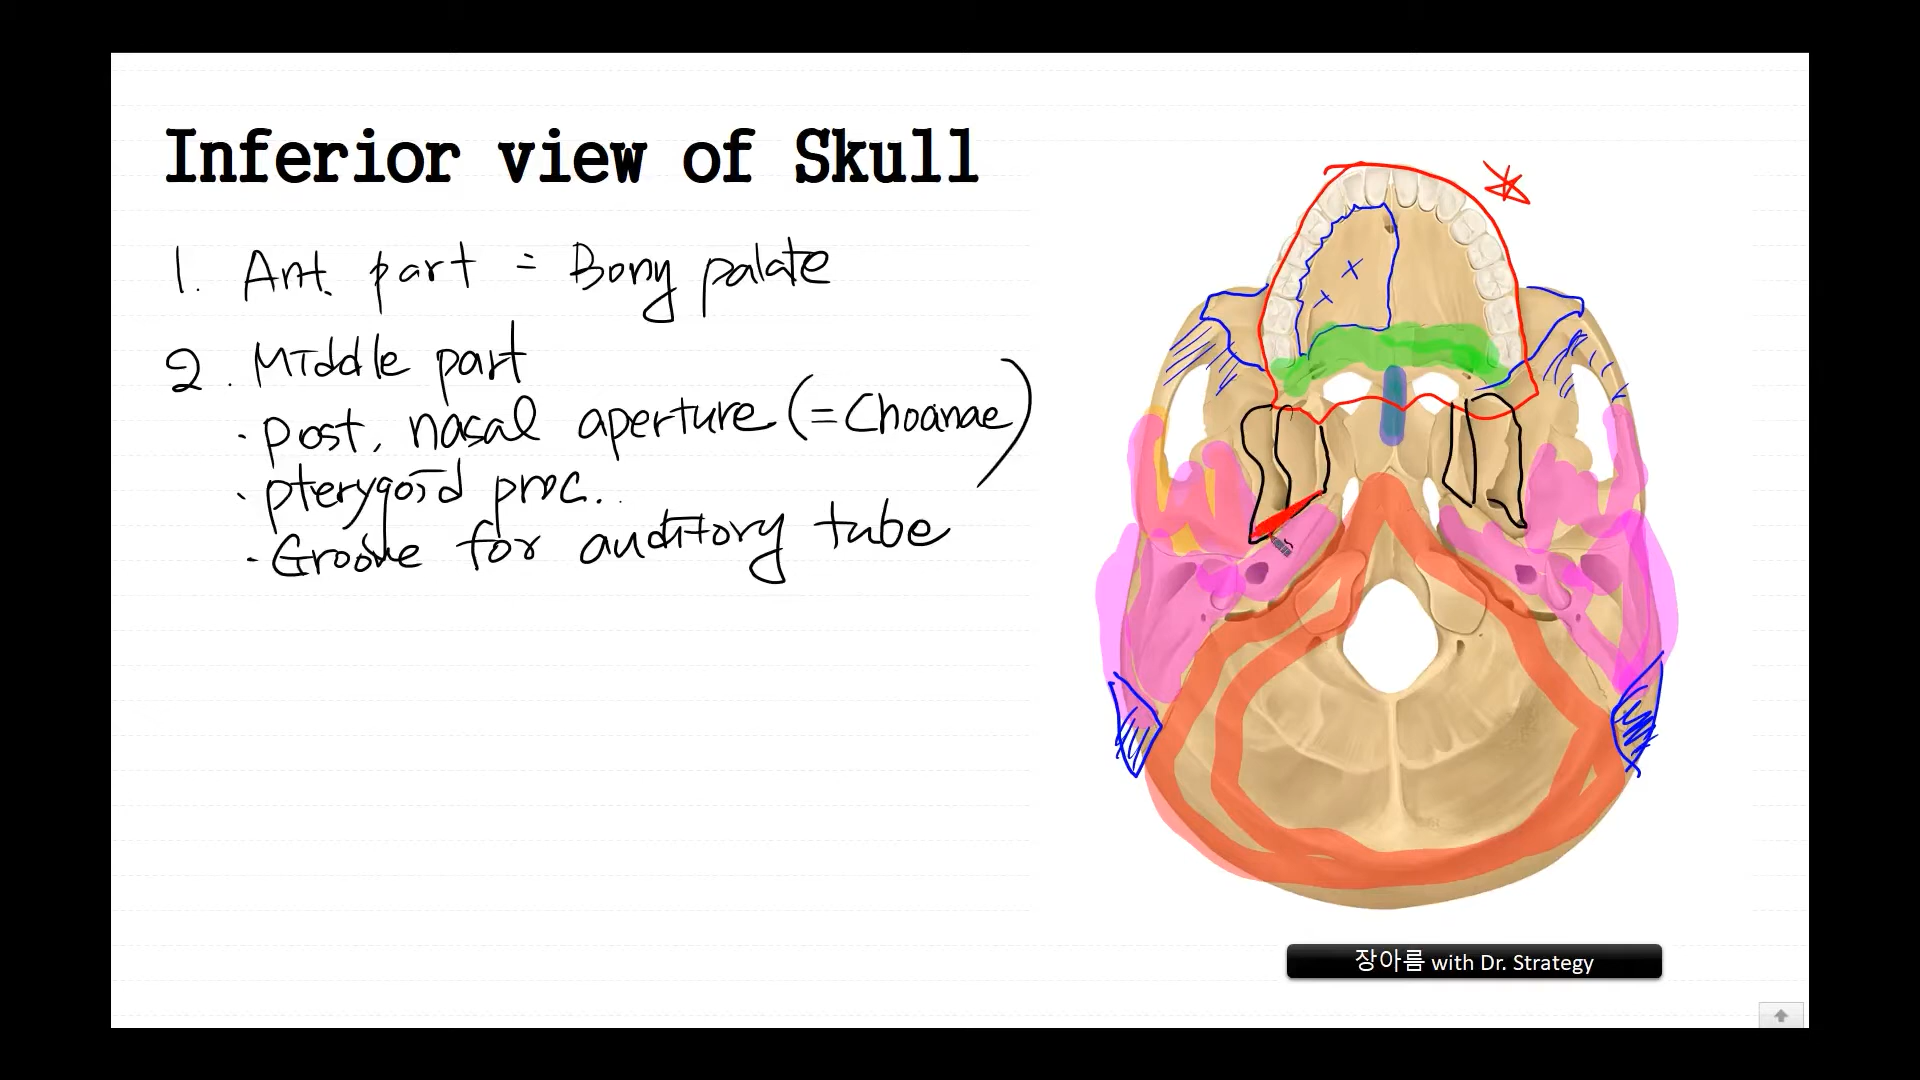 Inferior view of Skull
1. Ant. part = Bony palate
2. Middle part
· post. nasal aperture (=Choanae)
· pterygoid proc.
· Groove for auditory tube
장아름 with Dr. Strategy